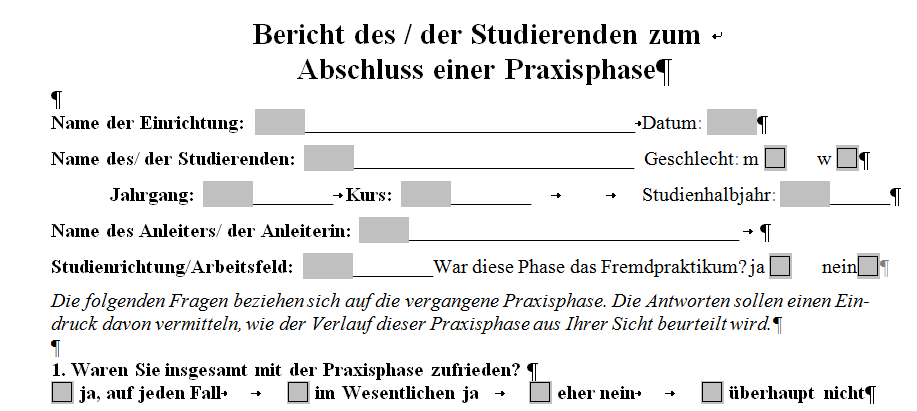 Bericht des / der Studierenden zum
Abschluss einer Praxisphase¶
¶
Name der Einrichtung: Datum: ¶
Name des/ der Studierenden: Geschlecht: m w ¶
Jahrgang: Kurs: Studienhalbjahr: ¶
Name des Anleiters/ der Anleiterin: ¶
Studienrichtung/Arbeitsfeld: War diese Phase das Fremdpraktikum? ja nein ¶
Die folgenden Fragen beziehen sich auf die vergangene Praxisphase. Die Antworten sollen einen Ein-
druck davon vermitteln, wie der Verlauf dieser Praxisphase aus Ihrer Sicht beurteilt wird.¶
¶
1. Waren Sie insgesamt mit der Praxisphase zufrieden? ¶
ja, auf jeden Fall im Wesentlichen ja eher nein überhaupt nicht¶